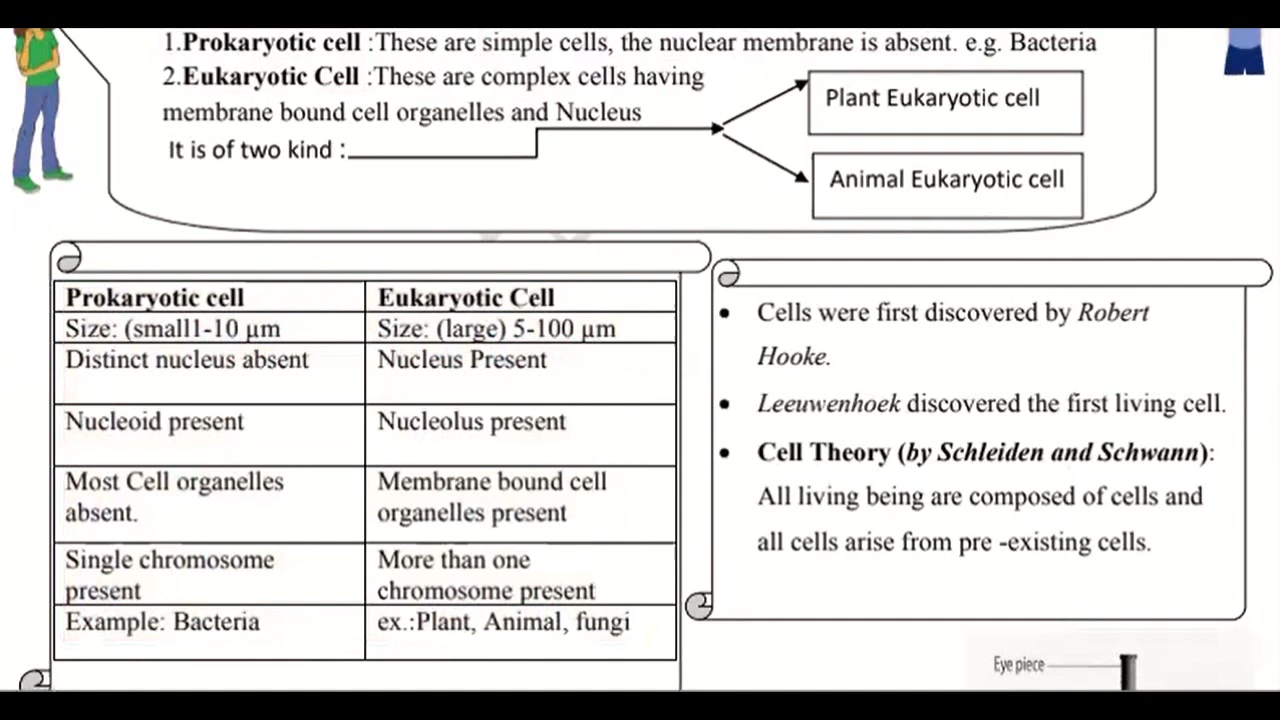 1.Prokaryotic cell :These are simple cells, the nuclear membrane is absent. e.g. Bacteria
2.Eukaryotic Cell :These are complex cells having
membrane bound cell organelles and Nucleus
It is of two kind :
Plant Eukaryotic cell
Animal Eukaryotic cell
Prokaryotic cell
Eukaryotic Cell
Size: (small1-10 µm
Size: (large) 5-100 µm
Distinct nucleus absent
Nucleus Present
Nucleoid present
Nucleolus present
Most Cell organelles
absent.
Membrane bound cell
organelles present
Single chromosome
present
More than one
chromosome present
Example: Bacteria
ex.:Plant, Animal, fungi
• Cells were first discovered by Robert
Hooke.
• Leeuwenhoek discovered the first living cell.
• Cell Theory (by Schleiden and Schwann):
All living being are composed of cells and
all cells arise from pre -existing cells.
Eye piece